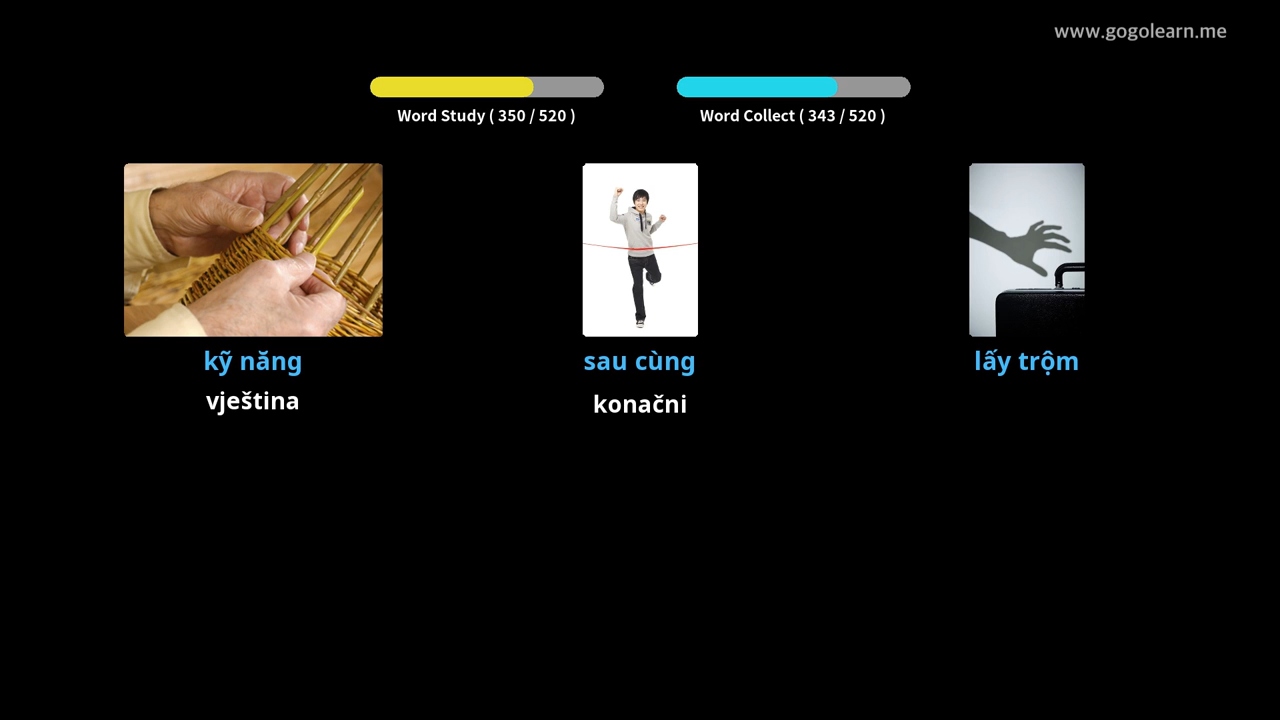 www.gogolearn.me
Word Study ( 350 / 520 )
Word Collect ( 343 / 520 )
kỹ năng
vještina
sau cùng
konačni
lấy trộm